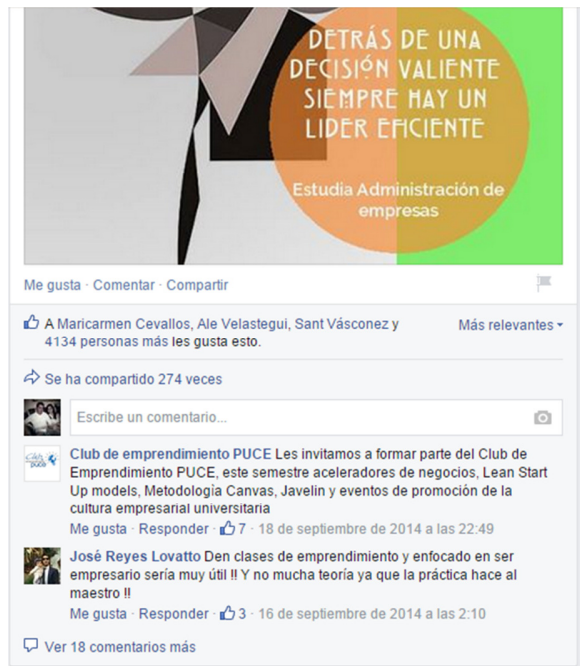 DETRÁS DE UNA
DECISIÓN VALIENTE
SIEMPRE HAY UN
LIDER EFICIENTE
Estudia Administración de
empresas
Me gusta · Comentar · Compartir
A Maricarmen Cevallos, Ale Velastegui, Sant Vásconez y
4134 personas más les gusta esto.
Más relevantes
Se ha compartido 274 veces
Escribe un comentario...
Club de emprendimiento PUCE Les invitamos a formar parte del Club de
Emprendimiento PUCE, este semestre aceleradores de negocios, Lean Start
Up models, Metodología Canvas, Javelin y eventos de promoción de la
cultura empresarial universitaria
Me gusta · Responder · 7 · 18 de septiembre de 2014 a las 22:49
José Reyes Lovatto Den clases de emprendimiento y enfocado en ser
empresario sería muy útil !! Y no mucha teoría ya que la práctica hace al
maestro !!
Me gusta · Responder · 3 · 16 de septiembre de 2014 a las 2:10
Ver 18 comentarios más